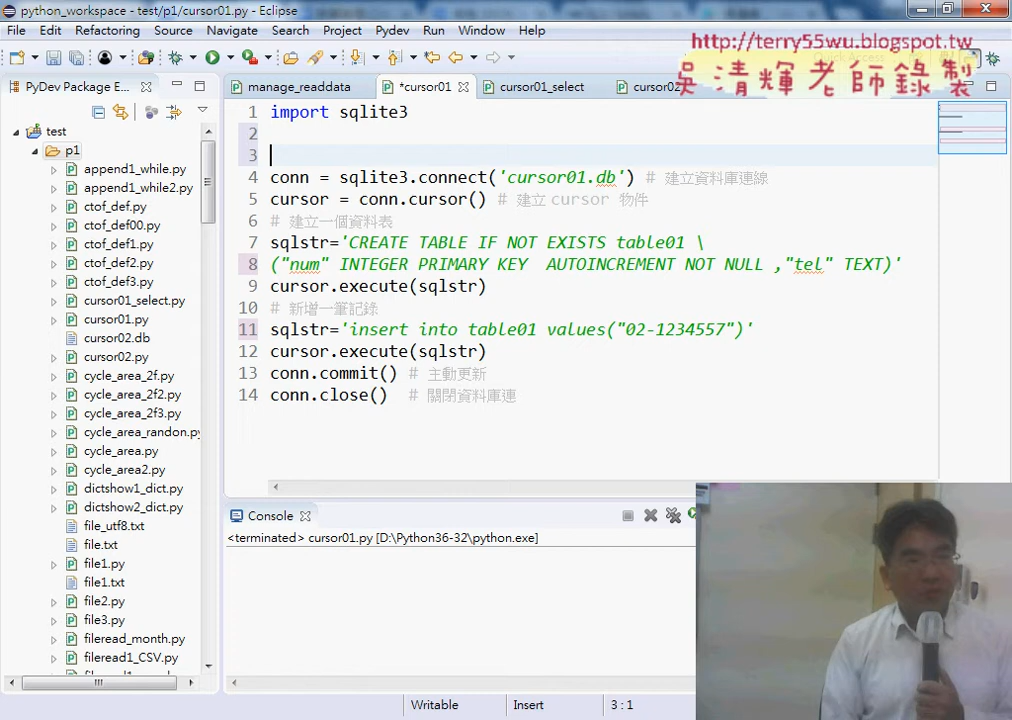 python_workspace - test/p1/cursor01.py - Eclipse
File Edit Refactoring Source Navigate Search Project Pydev Run Window Help
http://terry55wu.blogspot.tw
吳清輝老師錄製
PyDev Package E...
manage_readdata
*cursor01
cursor01_select
cursor02
test
p1
append1_while.py
append1_while2.py
ctof_def.py
ctof_def00.py
ctof_def1.py
ctof_def2.py
ctof_def3.py
cursor01_select.py
cursor01.py
cursor02.db
cursor02.py
cycle_area_2f.py
cycle_area_2f2.py
cycle_area_2f3.py
cycle_area_randon.py
cycle_area.py
cycle_area2.py
dictshow1_dict.py
dictshow2_dict.py
file_utf8.txt
file.txt
file1.py
file1.txt
file2.py
file3.py
fileread_month.py
fileread1_CSV.py
1 import sqlite3
2
3
4 conn = sqlite3.connect('cursor01.db') # 建立資料庫連線
5 cursor = conn.cursor() # 建立 cursor 物件
6 # 建立一個資料表
7 sqlstr='CREATE TABLE IF NOT EXISTS table01 \
8 ("num" INTEGER PRIMARY KEY  AUTOINCREMENT NOT NULL ,"tel" TEXT)'
9 cursor.execute(sqlstr)
10 # 新增一筆記錄
11 sqlstr='insert into table01 values("02-1234557")'
12 cursor.execute(sqlstr)
13 conn.commit() # 主動更新
14 conn.close()  # 關閉資料庫連
Console
<terminated> cursor01.py [D:\Python36-32\python.exe]
Writable Insert 3 : 1